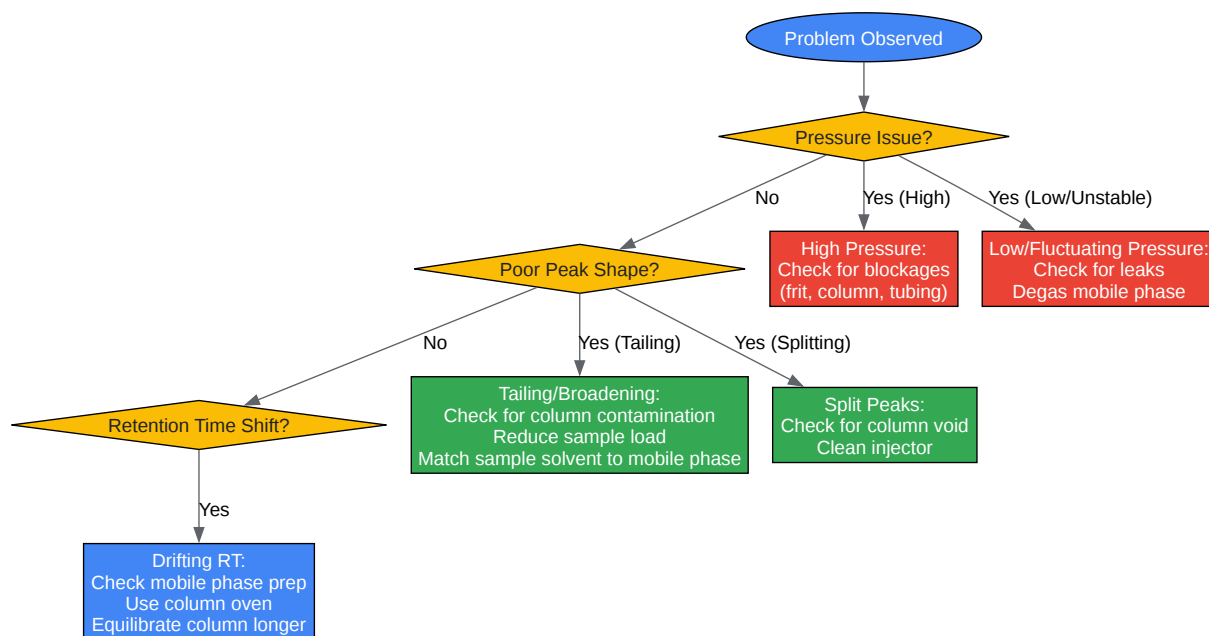 Problem Observed
Pressure Issue?
No
Yes (High)
Yes (Low/Unstable)
High Pressure:
Check for blockages
(frit, column, tubing)
Low/Fluctuating Pressure:
Check for leaks
Degas mobile phase
Poor Peak Shape?
No
Yes (Tailing)
Yes (Splitting)
Tailing/Broadening:
Check for column contamination
Reduce sample load
Match sample solvent to mobile phase
Split Peaks:
Check for column void
Clean injector
Retention Time Shift?
Yes
Drifting RT:
Check mobile phase prep
Use column oven
Equilibrate column longer